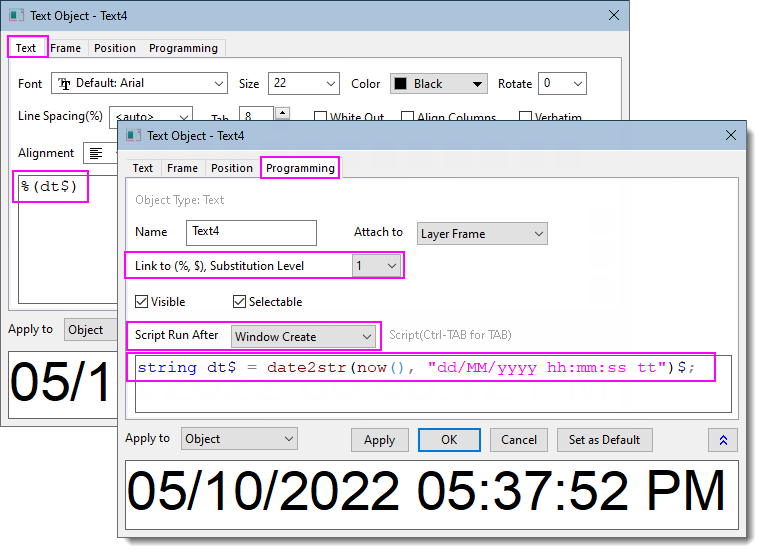 Text Object - Text4
Text Frame Position Programming
Font Default: Arial Size 22 Color Black Rotate 0
Line Spacing(%) <auto> Tab 8 White Out Align Columns Verbatim
Alignment
%(dt$)
Apply to Object
05/1
Text Object - Text4
Text Frame Position Programming
Object Type: Text
Name Text4 Attach to Layer Frame
Link to (%, $), Substitution Level 1
Visible Selectable
Script Run After Window Create Script(Ctrl-TAB for TAB)
string dt$ = date2str(now(), "dd/MM/yyyy hh:mm:ss tt")$;
Apply to Object Apply OK Cancel Set as Default
05/10/2022 05:37:52 PM